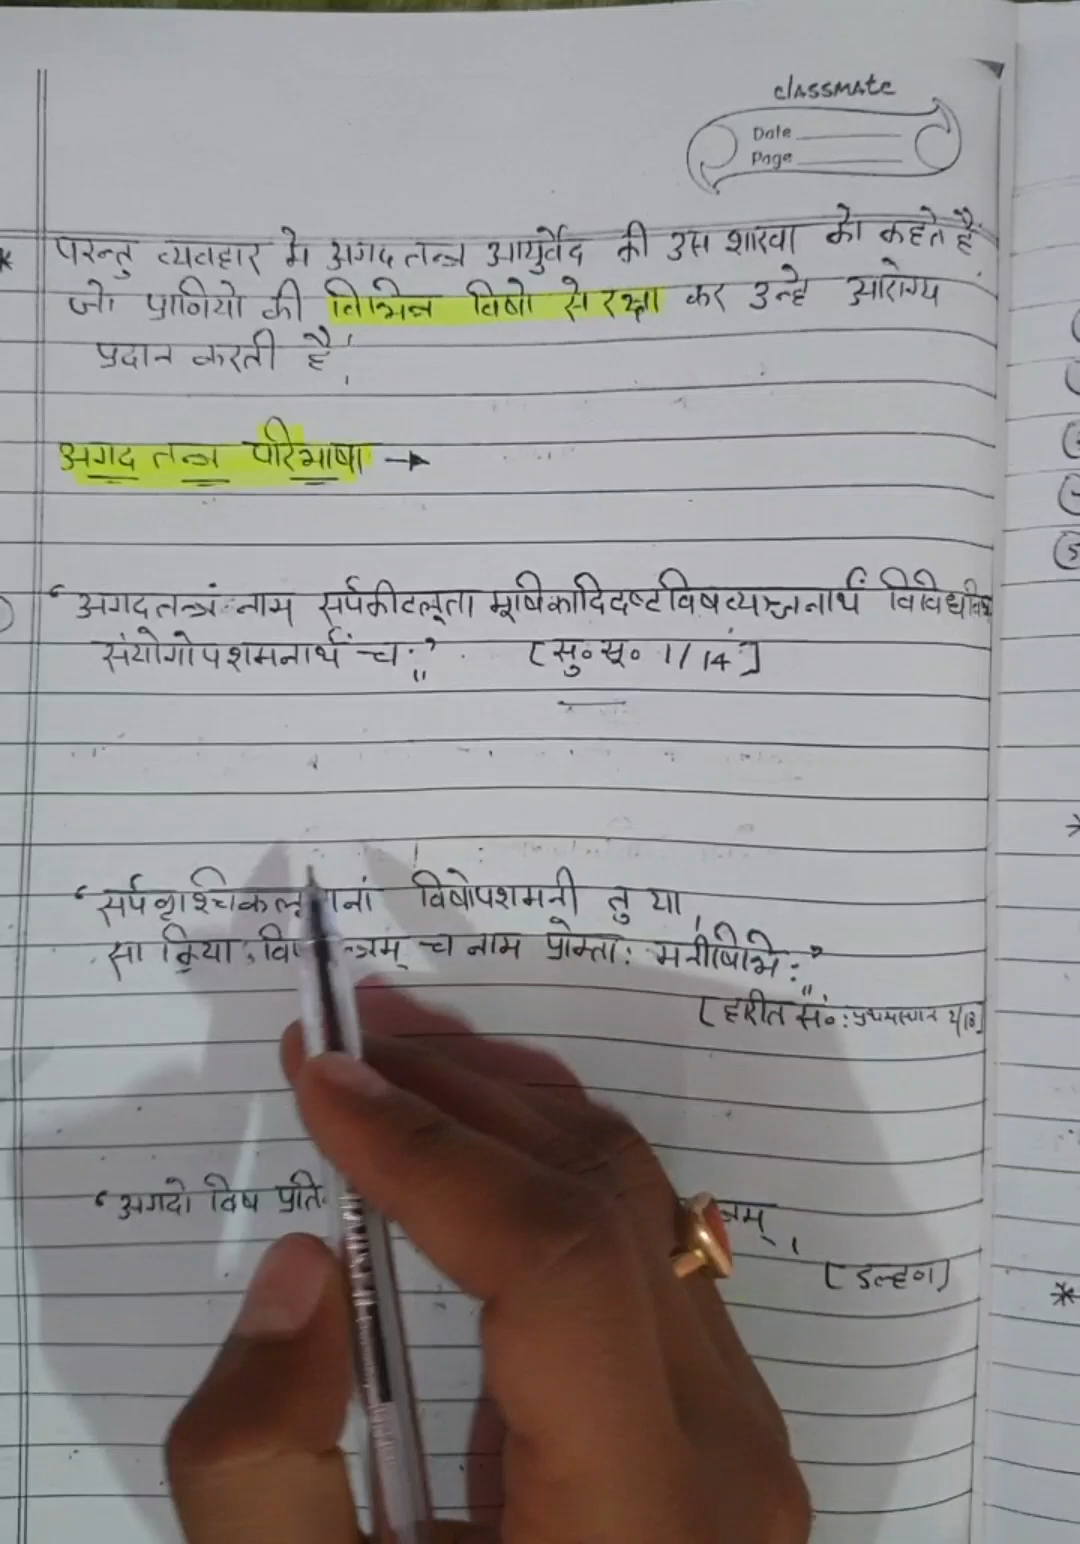 classmate
Date
Page
परन्तु व्यवहार मे अगद तन्त्र आयुर्वेद की उस शाखा को कहते है
जो प्राणियो की विभिन्न विषो से रक्षा कर उन्हे आरोग्य
प्रदान करती है।
अगद तन्त्र परिभाषा →
"अगदतन्त्रं नाम सर्पकीटलूता मूषिकादिदष्टविषव्यञ्जनार्थं विविधविष
संयोगोपशमनार्थं च" ॥ [सु॰सू॰ 1/14]
"सर्पवृश्चिकलू नां विषोपशमनी तु या।
सा क्रिया वि न्त्रम् च नाम प्रोक्ता: मनीषिभि:" ॥
[हरीत सं॰: प्रथमस्थान 2/13]
"अगदो विष प्रति
[डल्हण]